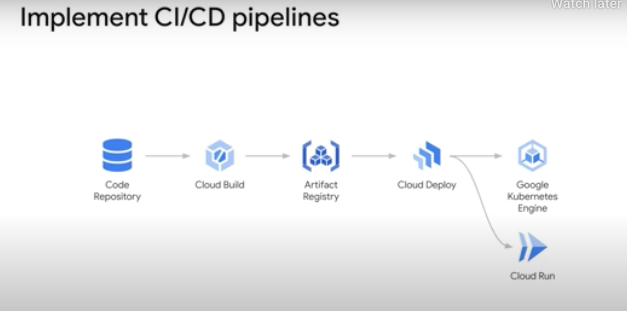 Watch later
Implement CI/CD pipelines
Code
Repository
Cloud Build
Artifact
Registry
Cloud Deploy
Google
Kubernetes
Engine
Cloud Run